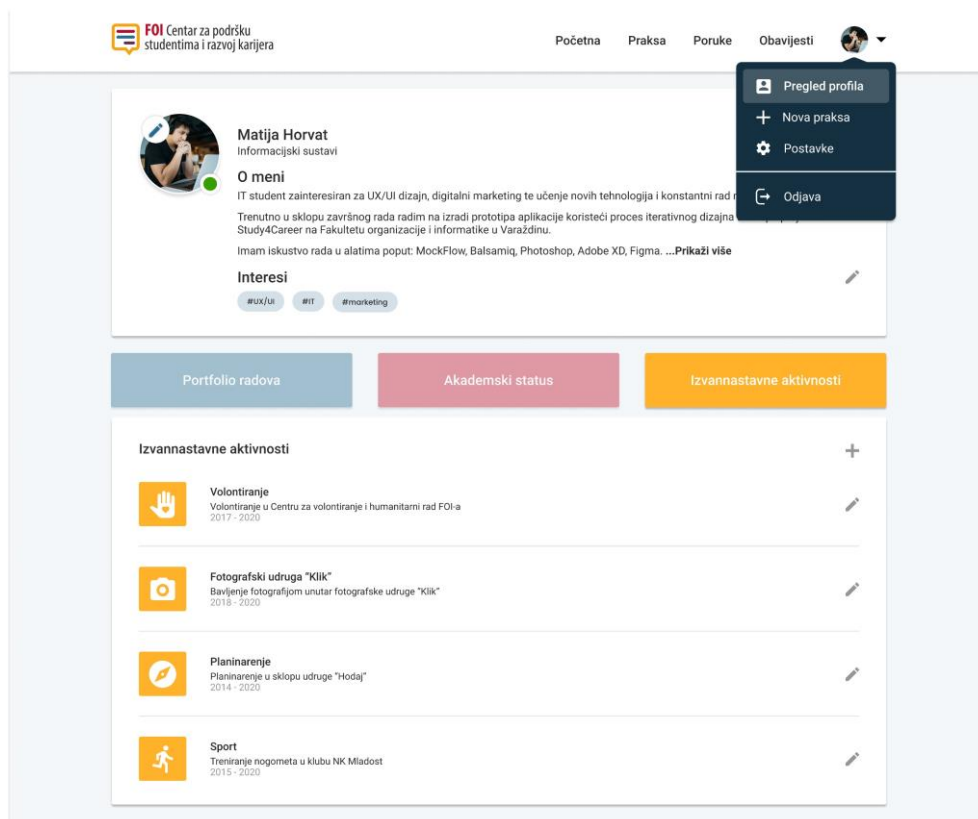 FOI Centar za podršku
studentima i razvoj karijera
Početna Praksa Poruke Obavijesti
Pregled profila
Nova praksa
Postavke
Odjava
Matija Horvat
Informacijski sustavi
O meni
IT student zainteresiran za UX/UI dizajn, digitalni marketing te učenje novih tehnologija i konstantni rad
Trenutno u sklopu završnog rada radim na izradi prototipa aplikacije koristeći proces iterativnog dizajna
Study4Career na Fakultetu organizacije i informatike u Varaždinu.
Imam iskustvo rada u alatima poput: MockFlow, Balsamiq, Photoshop, Adobe XD, Figma. ...Prikaži više
Interesi
#UX/UI #IT #marketing
Portfolio radova Akademski status Izvannastavne aktivnosti
Izvannastavne aktivnosti
Volontiranje
Volontiranje u Centru za volontiranje i humanitarni rad FOI-a
2017 - 2020
Fotografski udruga "Klik"
Bavljenje fotografijom unutar fotografske udruge "Klik"
2018 - 2020
Planinarenje
Planinarenje u sklopu udruge "Hodaj"
2014 - 2020
Sport
Treniranje nogometa u klubu NK Mladost
2015 - 2020